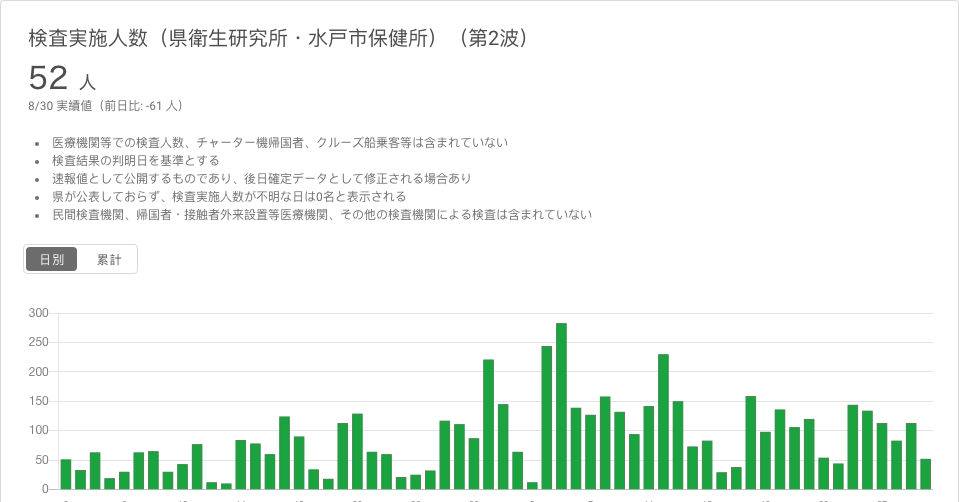 検査実施人数（県衛生研究所・水戸市保健所）（第2波）
52 人
8/30 実績値（前日比: -61 人）
医療機関等での検査人数、チャーター機帰国者、クルーズ船乗客等は含まれていない
検査結果の判明日を基準とする
速報値として公開するものであり、後日確定データとして修正される場合あり
県が公表しておらず、検査実施人数が不明な日は0名と表示される
民間検査機関、帰国者・接触者外来設置等医療機関、その他の検査機関による検査は含まれていない
日別 累計
300
250
200
150
100
50
0